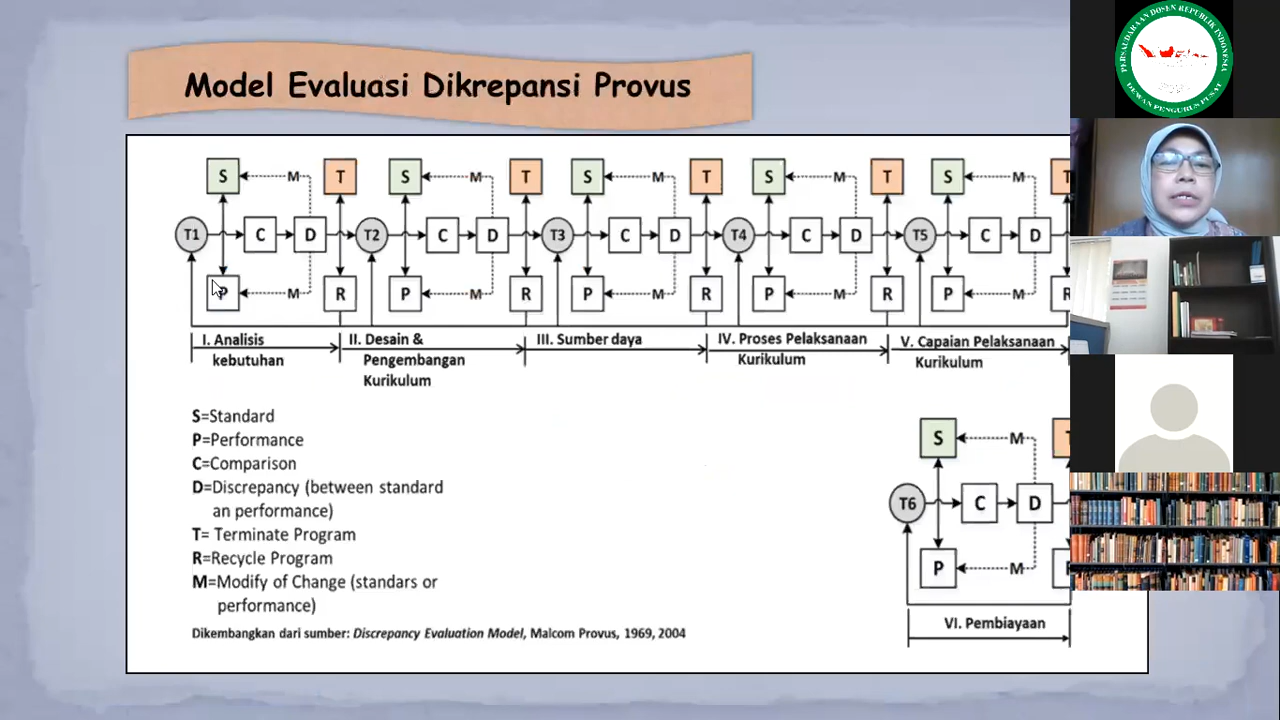 Model Evaluasi Dikrepansi Provus
PERSAUDARAAN DOSEN REPUBLIK INDONESIA
DEWAN PENGURUS PUSAT
S M T S M T S M T S M T S M T
T1 C D T2 C D T3 C D T4 C D T5 C D
P M R P M R P M R P M R P M R
I. Analisis
kebutuhan
II. Desain &
Pengembangan
Kurikulum
III. Sumber daya
IV. Proses Pelaksanaan
Kurikulum
V. Capaian Pelaksanaan
Kurikulum
S=Standard
P=Performance
C=Comparison
D=Discrepancy (between standard
an performance)
T= Terminate Program
R=Recycle Program
M=Modify of Change (standars or
performance)
Dikembangkan dari sumber: Discrepancy Evaluation Model, Malcom Provus, 1969, 2004
S M T
T6 C D
P M
VI. Pembiayaan